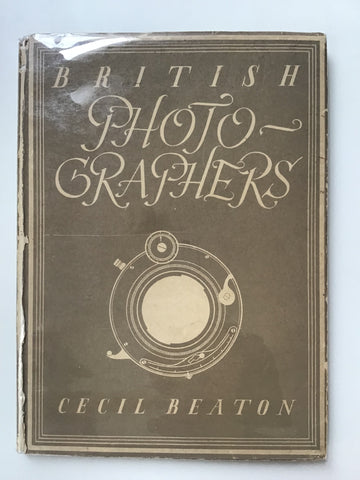 BRITISH
PHOTO-
GRAPHERS
CECIL BEATON